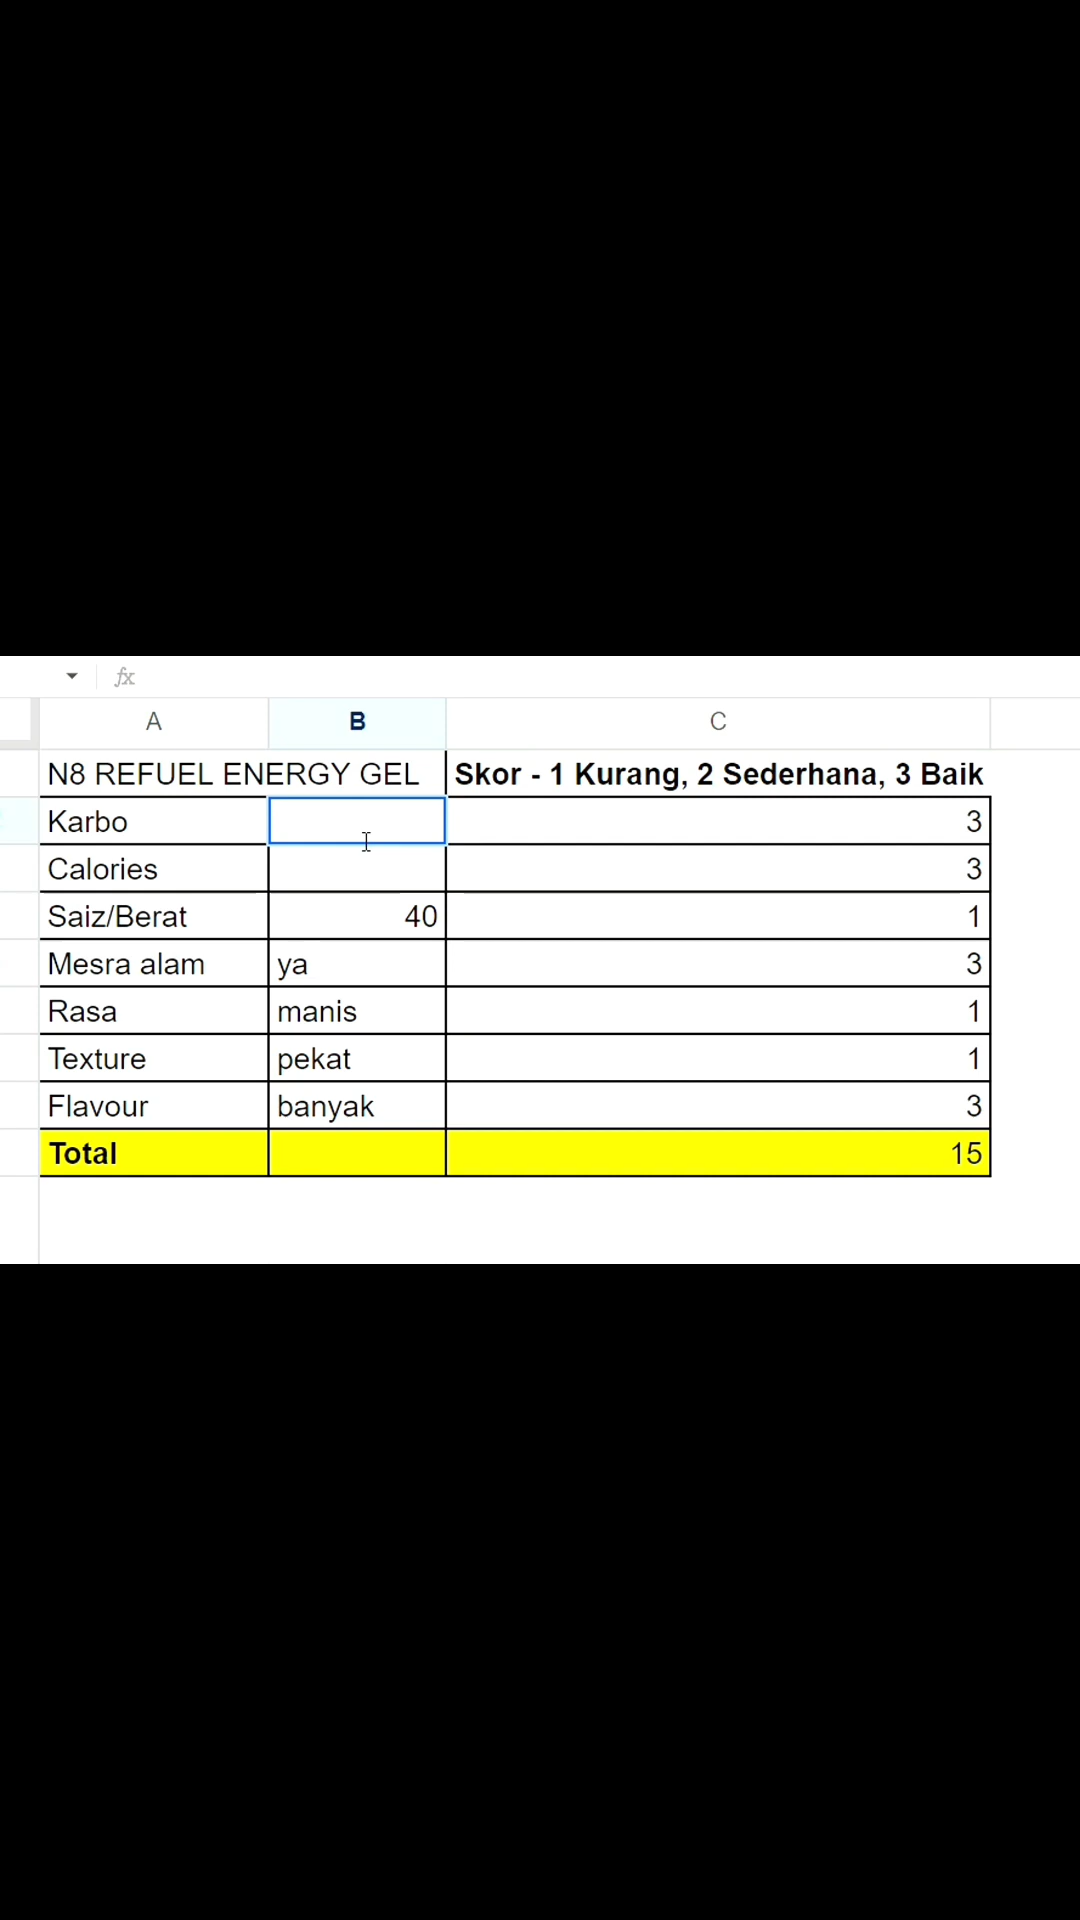 fx
A B C
N8 REFUEL ENERGY GEL Skor - 1 Kurang, 2 Sederhana, 3 Baik
Karbo 3
Calories 3
Saiz/Berat 40 1
Mesra alam ya 3
Rasa manis 1
Texture pekat 1
Flavour banyak 3
Total 15